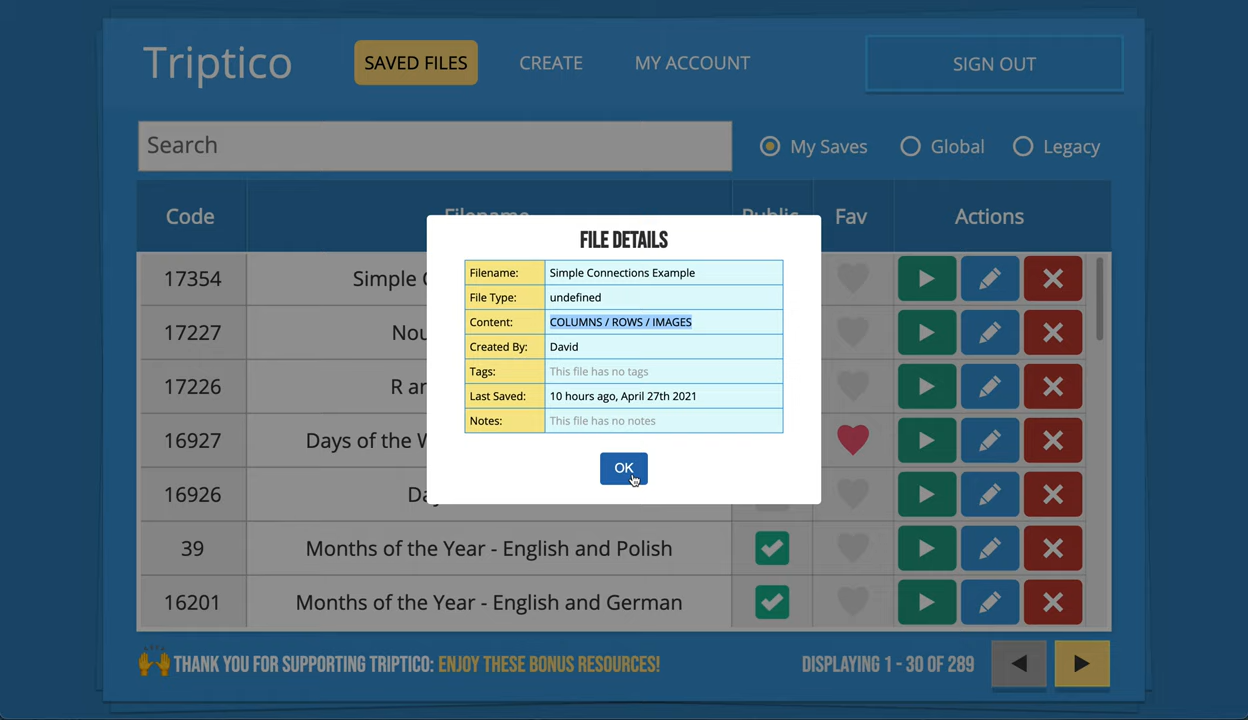 Triptico
SAVED FILES
CREATE
MY ACCOUNT
SIGN OUT
Search
My Saves
Global
Legacy
Code
Filename
Public
Fav
Actions
FILE DETAILS
Filename: Simple Connections Example
File Type: undefined
Content: COLUMNS / ROWS / IMAGES
Created By: David
Tags: This file has no tags
Last Saved: 10 hours ago, April 27th 2021
Notes: This file has no notes
OK
17354 Simple
17227
17226 R
16927 Days of the
16926
39 Months of the Year - English and Polish
16201 Months of the Year - English and German
THANK YOU FOR SUPPORTING TRIPTICO: ENJOY THESE BONUS RESOURCES!
DISPLAYING 1 - 30 OF 289